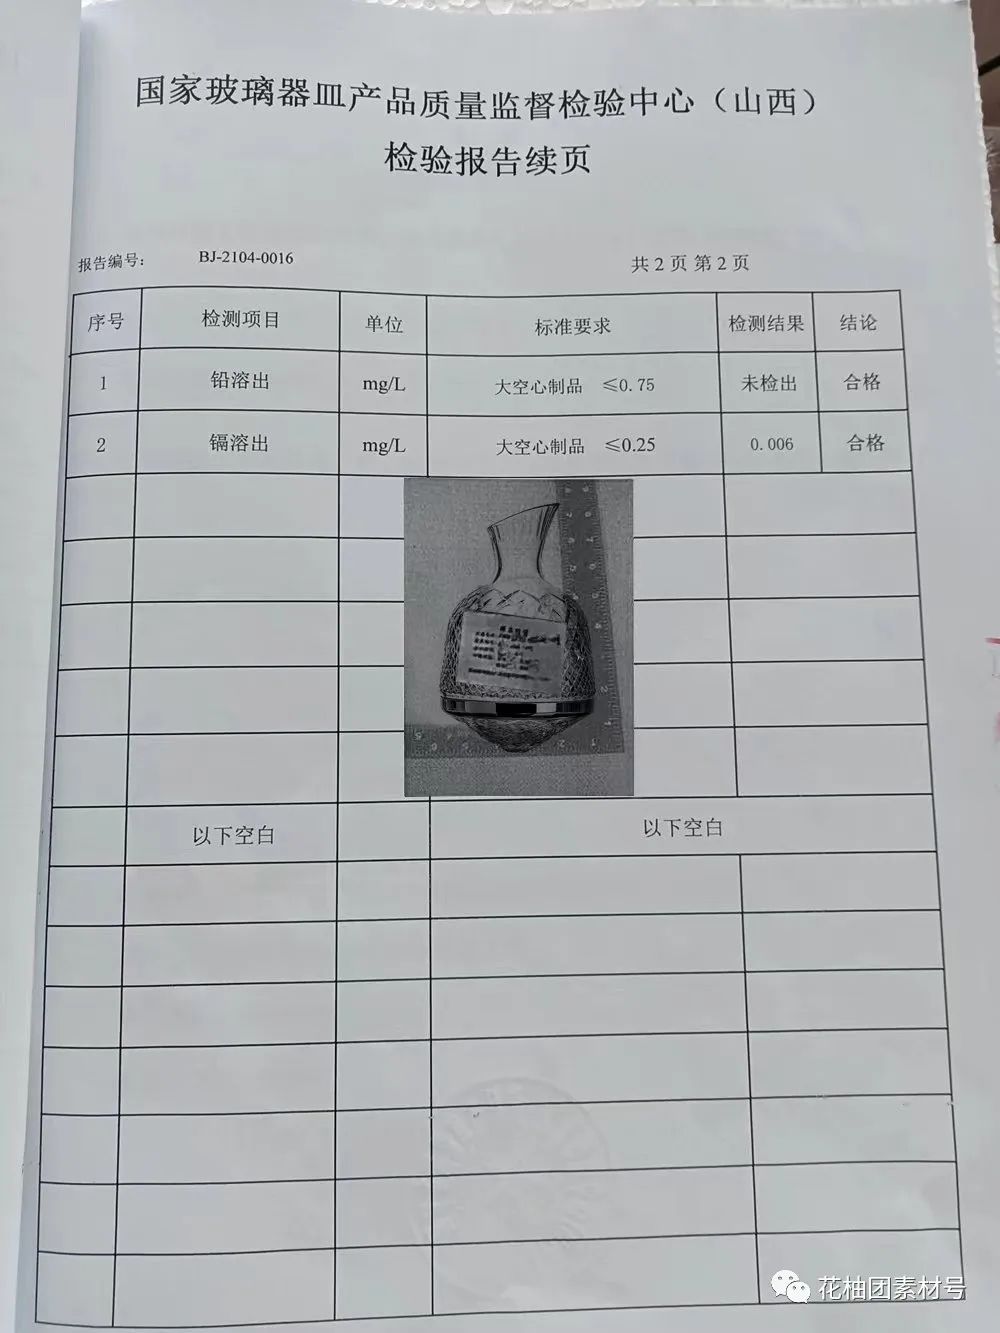 国家玻璃器皿产品质量监督检验中心（山西）
检验报告续页
报告编号： BJ-2104-0016 共 2 页 第 2 页
序号 检测项目 单位 标准要求 检测结果 结论
1 铅溶出 mg/L 大空心制品 ≤0.75 未检出 合格
2 镉溶出 mg/L 大空心制品 ≤0.25 0.006 合格
以下空白 以下空白
花柚团素材号